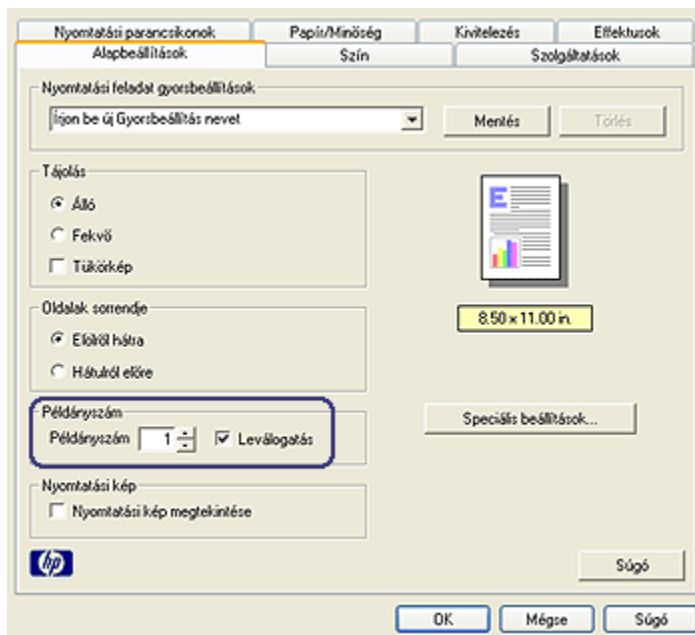 Nyomtatási parancsikonok Papír/Minőség Kivitelezés Effektusok
Alapbeállítások Szín Szolgáltatások
Nyomtatási feladat gyorsbeállítások
Írjon be új Gyorsbeállítás nevet Mentés Törlés
Tájolás
Álló
Fekvő
Tükörkép
E
Oldalak sorrendje
8.50 × 11.00 in.
Elölről hátra
Hátulról előre
Példányszám
Példányszám 1 Leválogatás
Speciális beállítások...
Nyomtatási kép
Nyomtatási kép megtekintése
hp
Súgó
OK Mégse Súgó